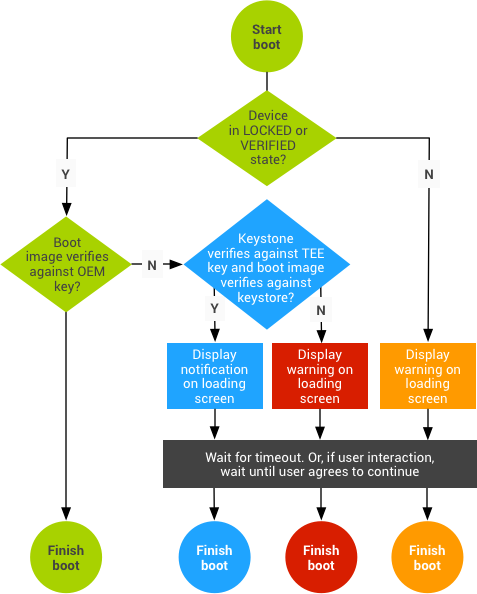 Start
boot
Device
in LOCKED or
VERIFIED
state?
Y
N
Boot
image verifies
against OEM
key?
N
Keystone
verifies against TEE
key and boot image
verifies against
keystore?
Y
N
Display
notification
on loading
screen
Display
warning on
loading
screen
Display
warning on
loading
screen
Wait for timeout. Or, if user interaction,
wait until user agrees to continue
Finish
boot
Finish
boot
Finish
boot
Finish
boot